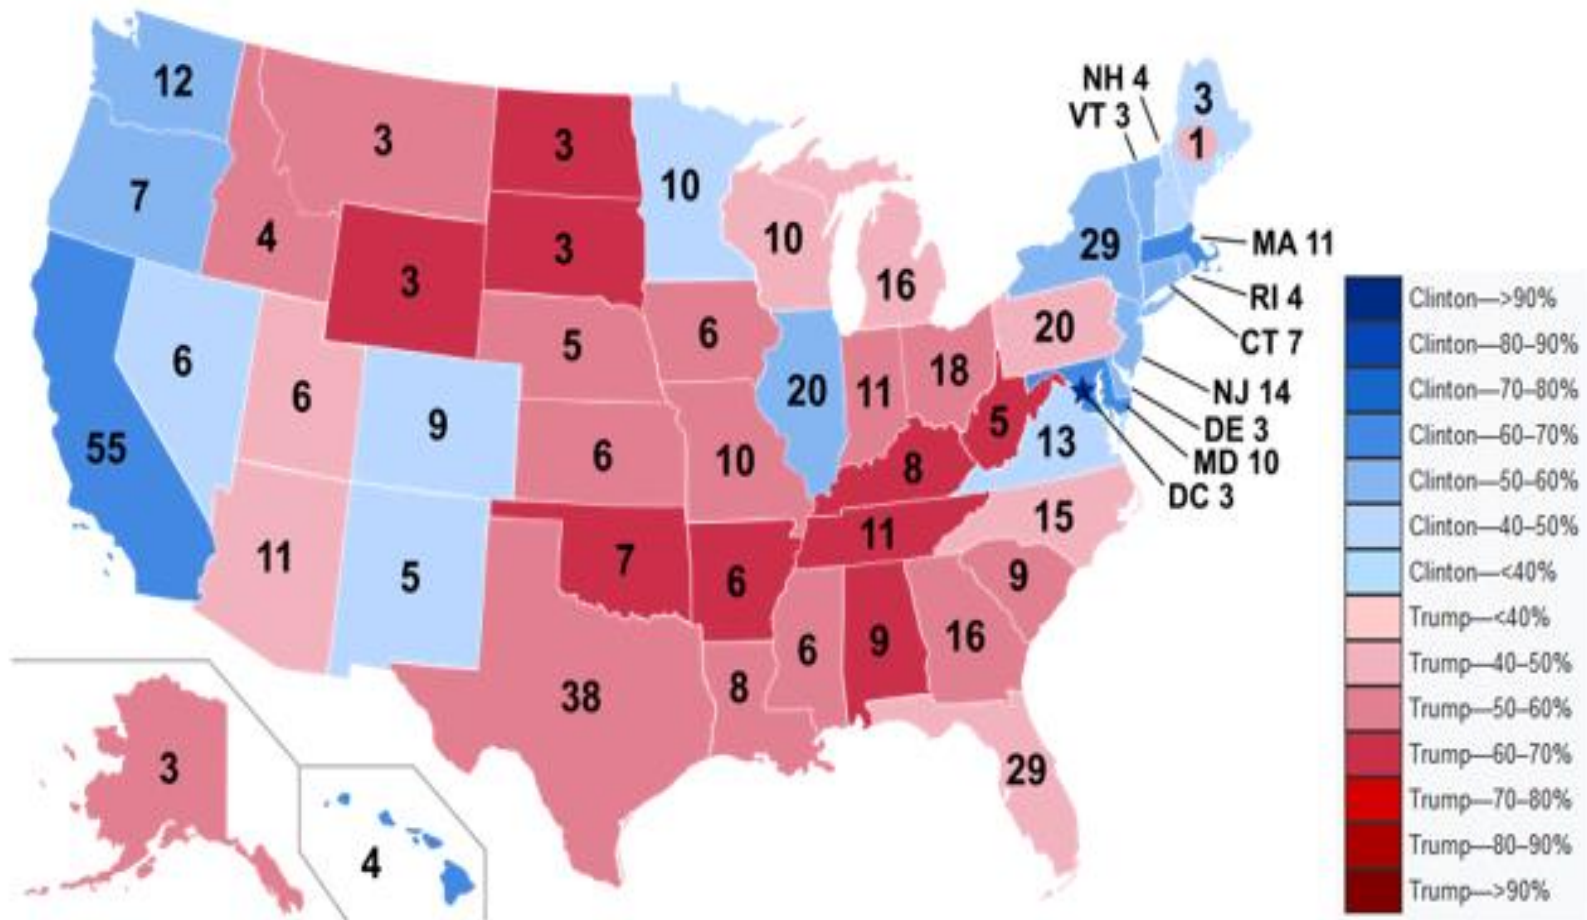 12
NH 4
VT 3
3
1
3
3
7
10
4
10
29
MA 11
3
3
16
RI 4
Clinton—>90%
6
5
6
20
CT 7
Clinton—80–90%
6
9
20
11
18
NJ 14
Clinton—70–80%
55
6
10
8
5
13
DE 3
MD 10
Clinton—60–70%
DC 3
Clinton—50–60%
11
5
7
6
11
15
Clinton—40–50%
9
Clinton—<40%
38
8
6
9
16
Trump—<40%
Trump—40–50%
Trump—50–60%
3
29
Trump—60–70%
Trump—70–80%
4
Trump—80–90%
Trump—>90%